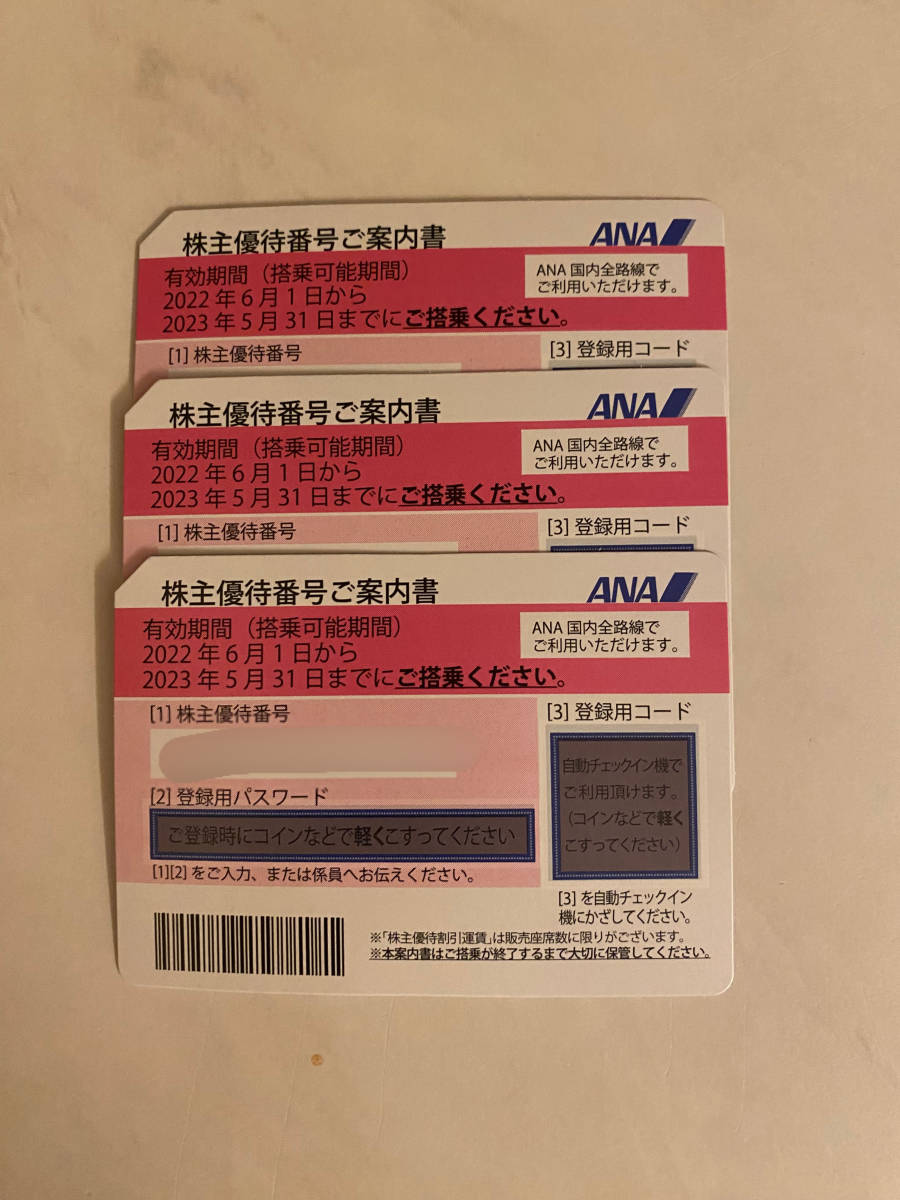 株主優待番号ご案内書
ANA
有効期間（搭乗可能期間）
2022年6月1日から
2023年5月31日までにご搭乗ください。
ANA国内全路線で
ご利用いただけます。
[1] 株主優待番号
[3] 登録用コード
株主優待番号ご案内書
ANA
有効期間（搭乗可能期間）
2022年6月1日から
2023年5月31日までにご搭乗ください。
ANA国内全路線で
ご利用いただけます。
[1] 株主優待番号
[3] 登録用コード
株主優待番号ご案内書
ANA
有効期間（搭乗可能期間）
2022年6月1日から
2023年5月31日までにご搭乗ください。
ANA国内全路線で
ご利用いただけます。
[1] 株主優待番号
[2] 登録用パスワード
ご登録時にコインなどで軽くこすってください
[1][2] をご入力、または係員へお伝えください。
[3] 登録用コード
自動チェックイン機で
ご利用頂けます。
（コインなどで軽く
こすってください）
[3] を自動チェックイン
機にかざしてください。
※「株主優待割引運賃」は販売座席数に限りがございます。
※本案内書はご搭乗が終了するまで大切に保管してください。